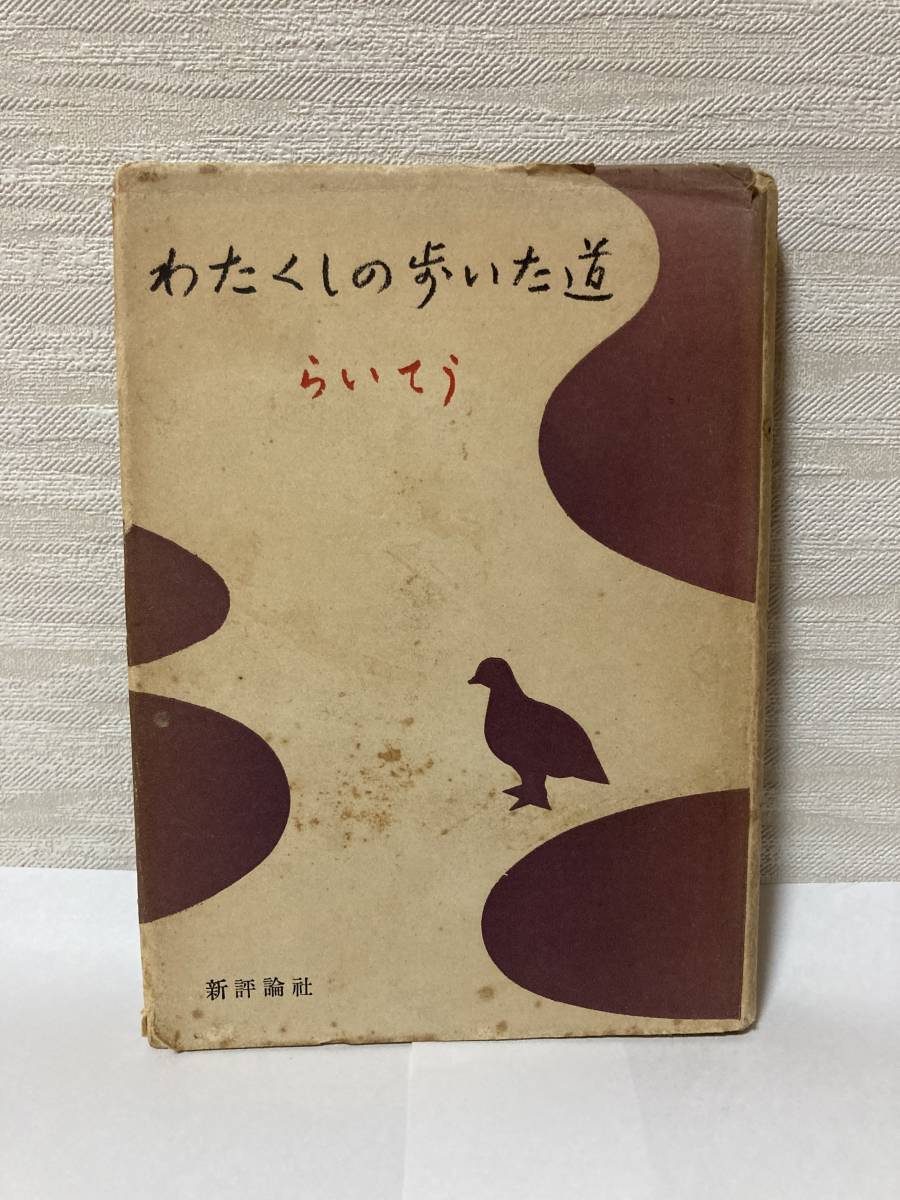 わたくしの歩いた道
らいてう
新評論社